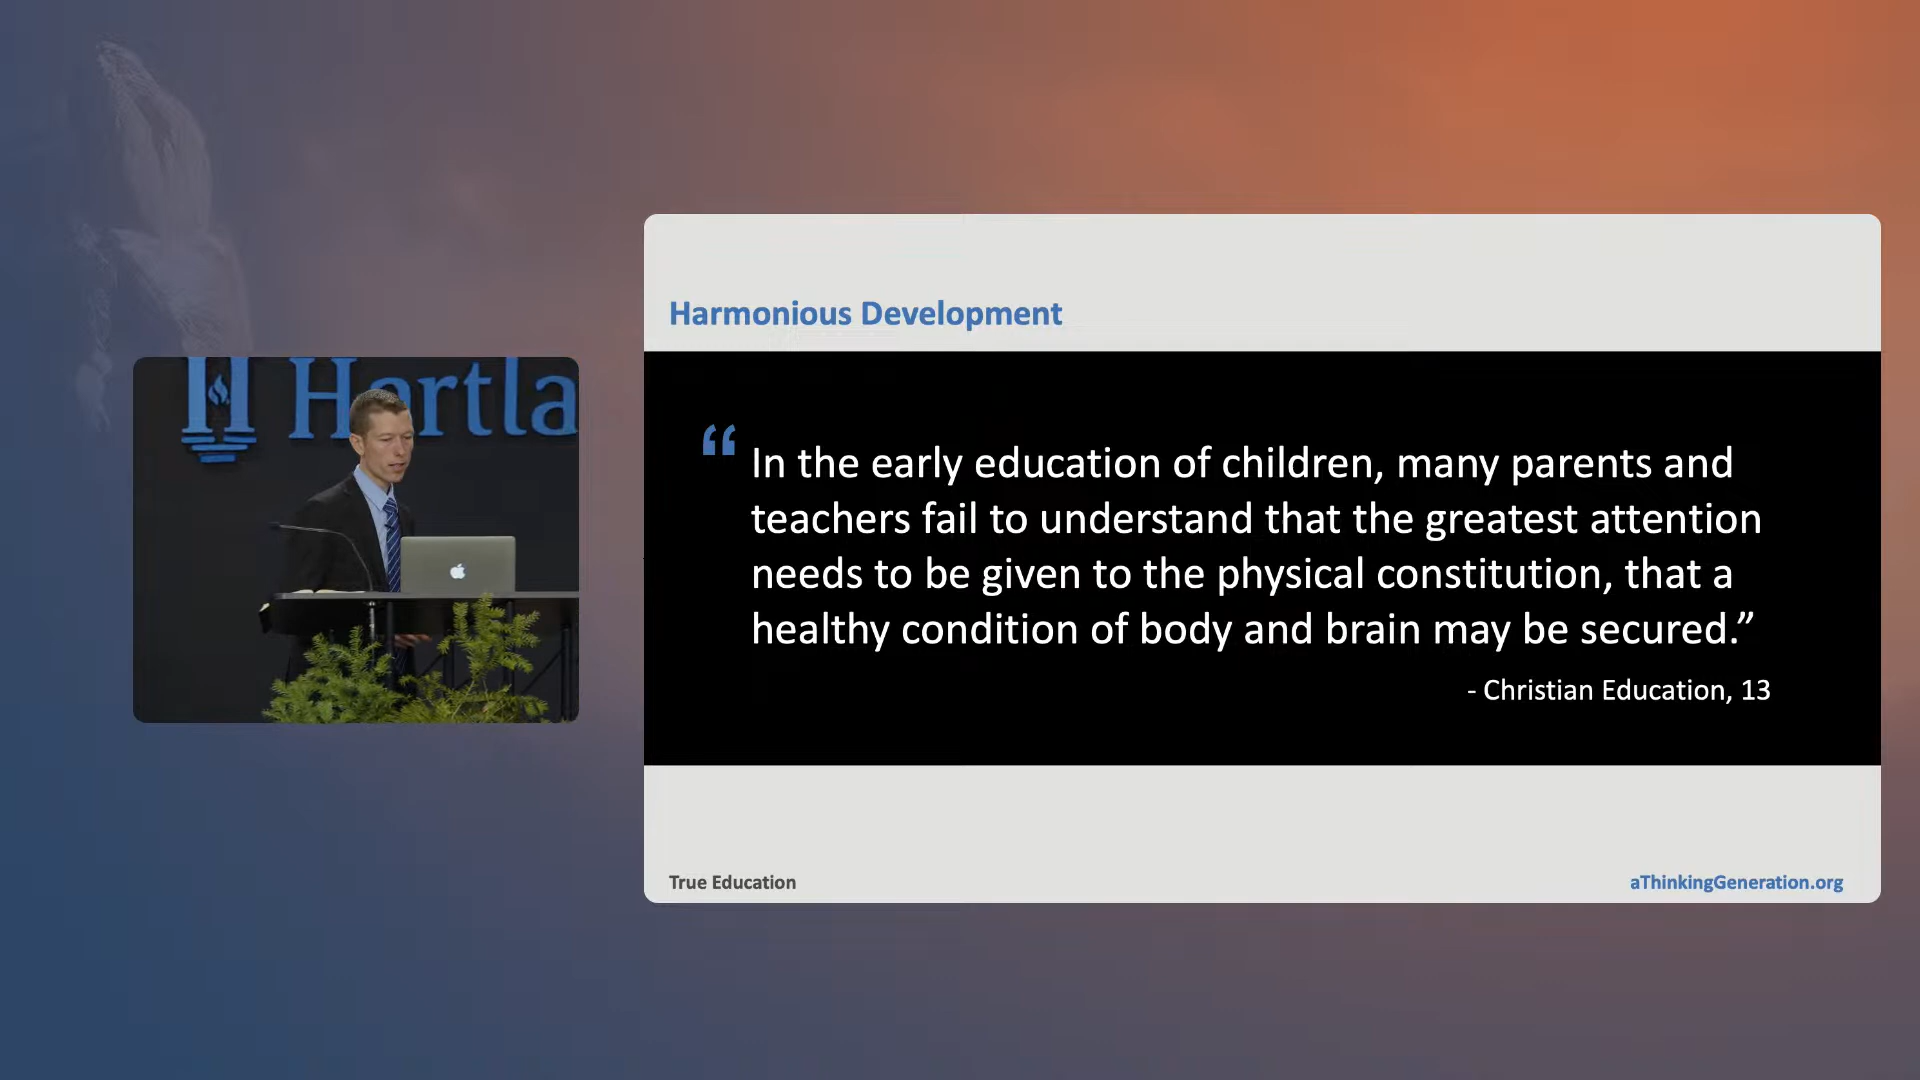 Hartla
Harmonious Development
“ In the early education of children, many parents and
teachers fail to understand that the greatest attention
needs to be given to the physical constitution, that a
healthy condition of body and brain may be secured.”
- Christian Education, 13
True Education
aThinkingGeneration.org